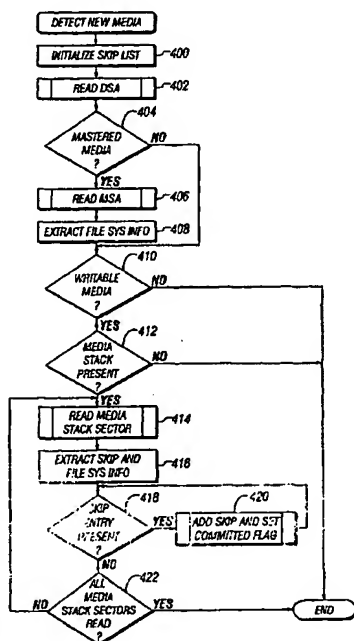 DETECT NEW MEDIA
INITIALIZE SKIP LIST
400
READ DSA
402
404
MASTERED
MEDIA
?
NO
YES
READ MSA
406
EXTRACT FILE SYS INFO
408
410
WRITABLE
MEDIA
?
NO
YES
412
MEDIA
STACK
PRESENT
?
NO
YES
READ MEDIA
STACK SECTOR
414
EXTRACT SKIP AND
FILE SYS INFO
416
418
SKIP
ENTRY
PRESENT
?
YES
420
ADD SKIP AND SET
COMMITTED FLAG
NO
422
ALL
MEDIA
STACK SECTORS
READ
?
NO
YES
END